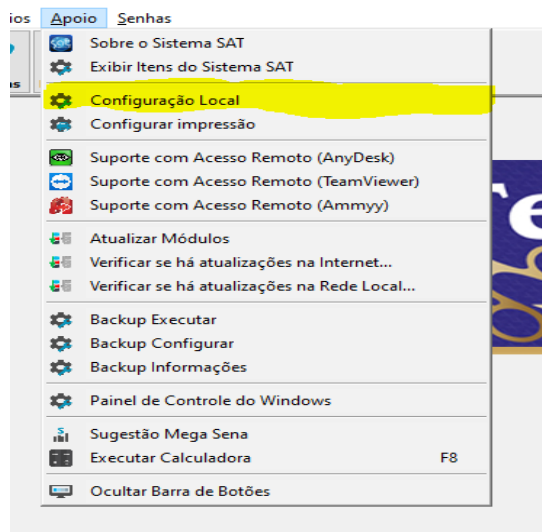 ios Apoio Senhas
Sobre o Sistema SAT
Exibir Itens do Sistema SAT
Configuração Local
Configurar impressão
Suporte com Acesso Remoto (AnyDesk)
Suporte com Acesso Remoto (TeamViewer)
Suporte com Acesso Remoto (Ammyy)
Atualizar Módulos
Verificar se há atualizações na Internet...
Verificar se há atualizações na Rede Local...
Backup Executar
Backup Configurar
Backup Informações
Painel de Controle do Windows
Sugestão Mega Sena
Executar Calculadora F8
Ocultar Barra de Botões